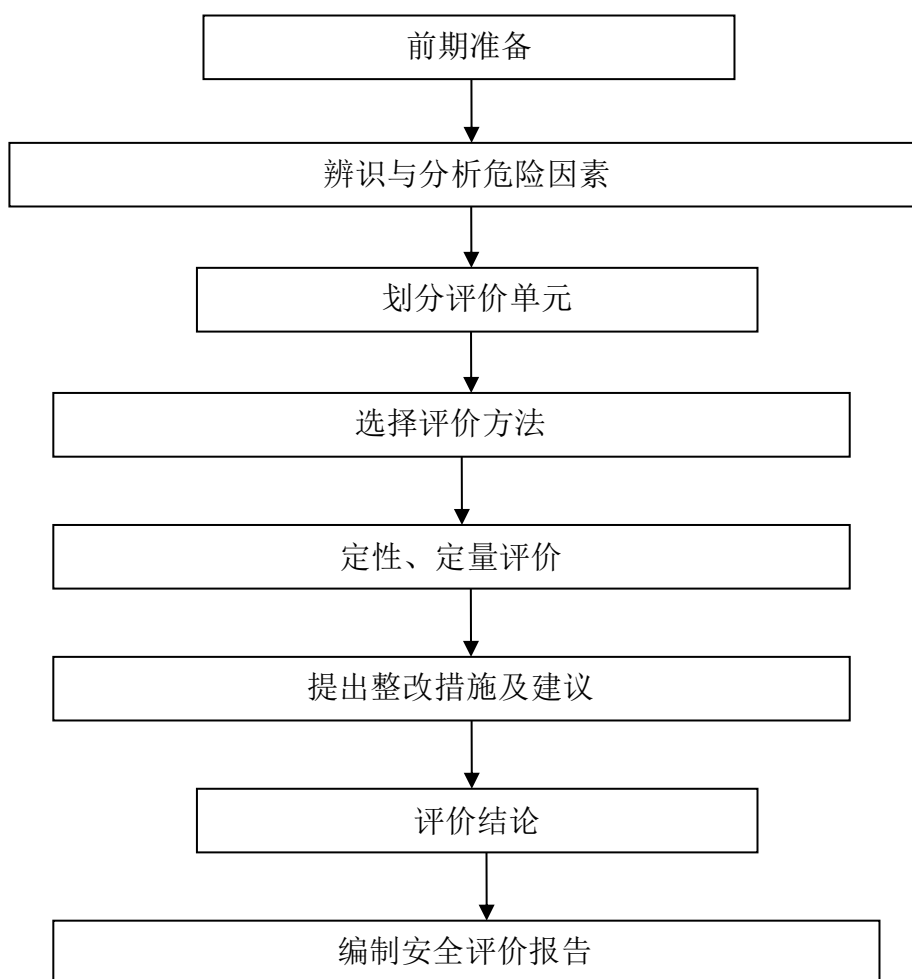 前期准备
辨识与分析危险因素
划分评价单元
选择评价方法
定性、定量评价
提出整改措施及建议
评价结论
编制安全评价报告